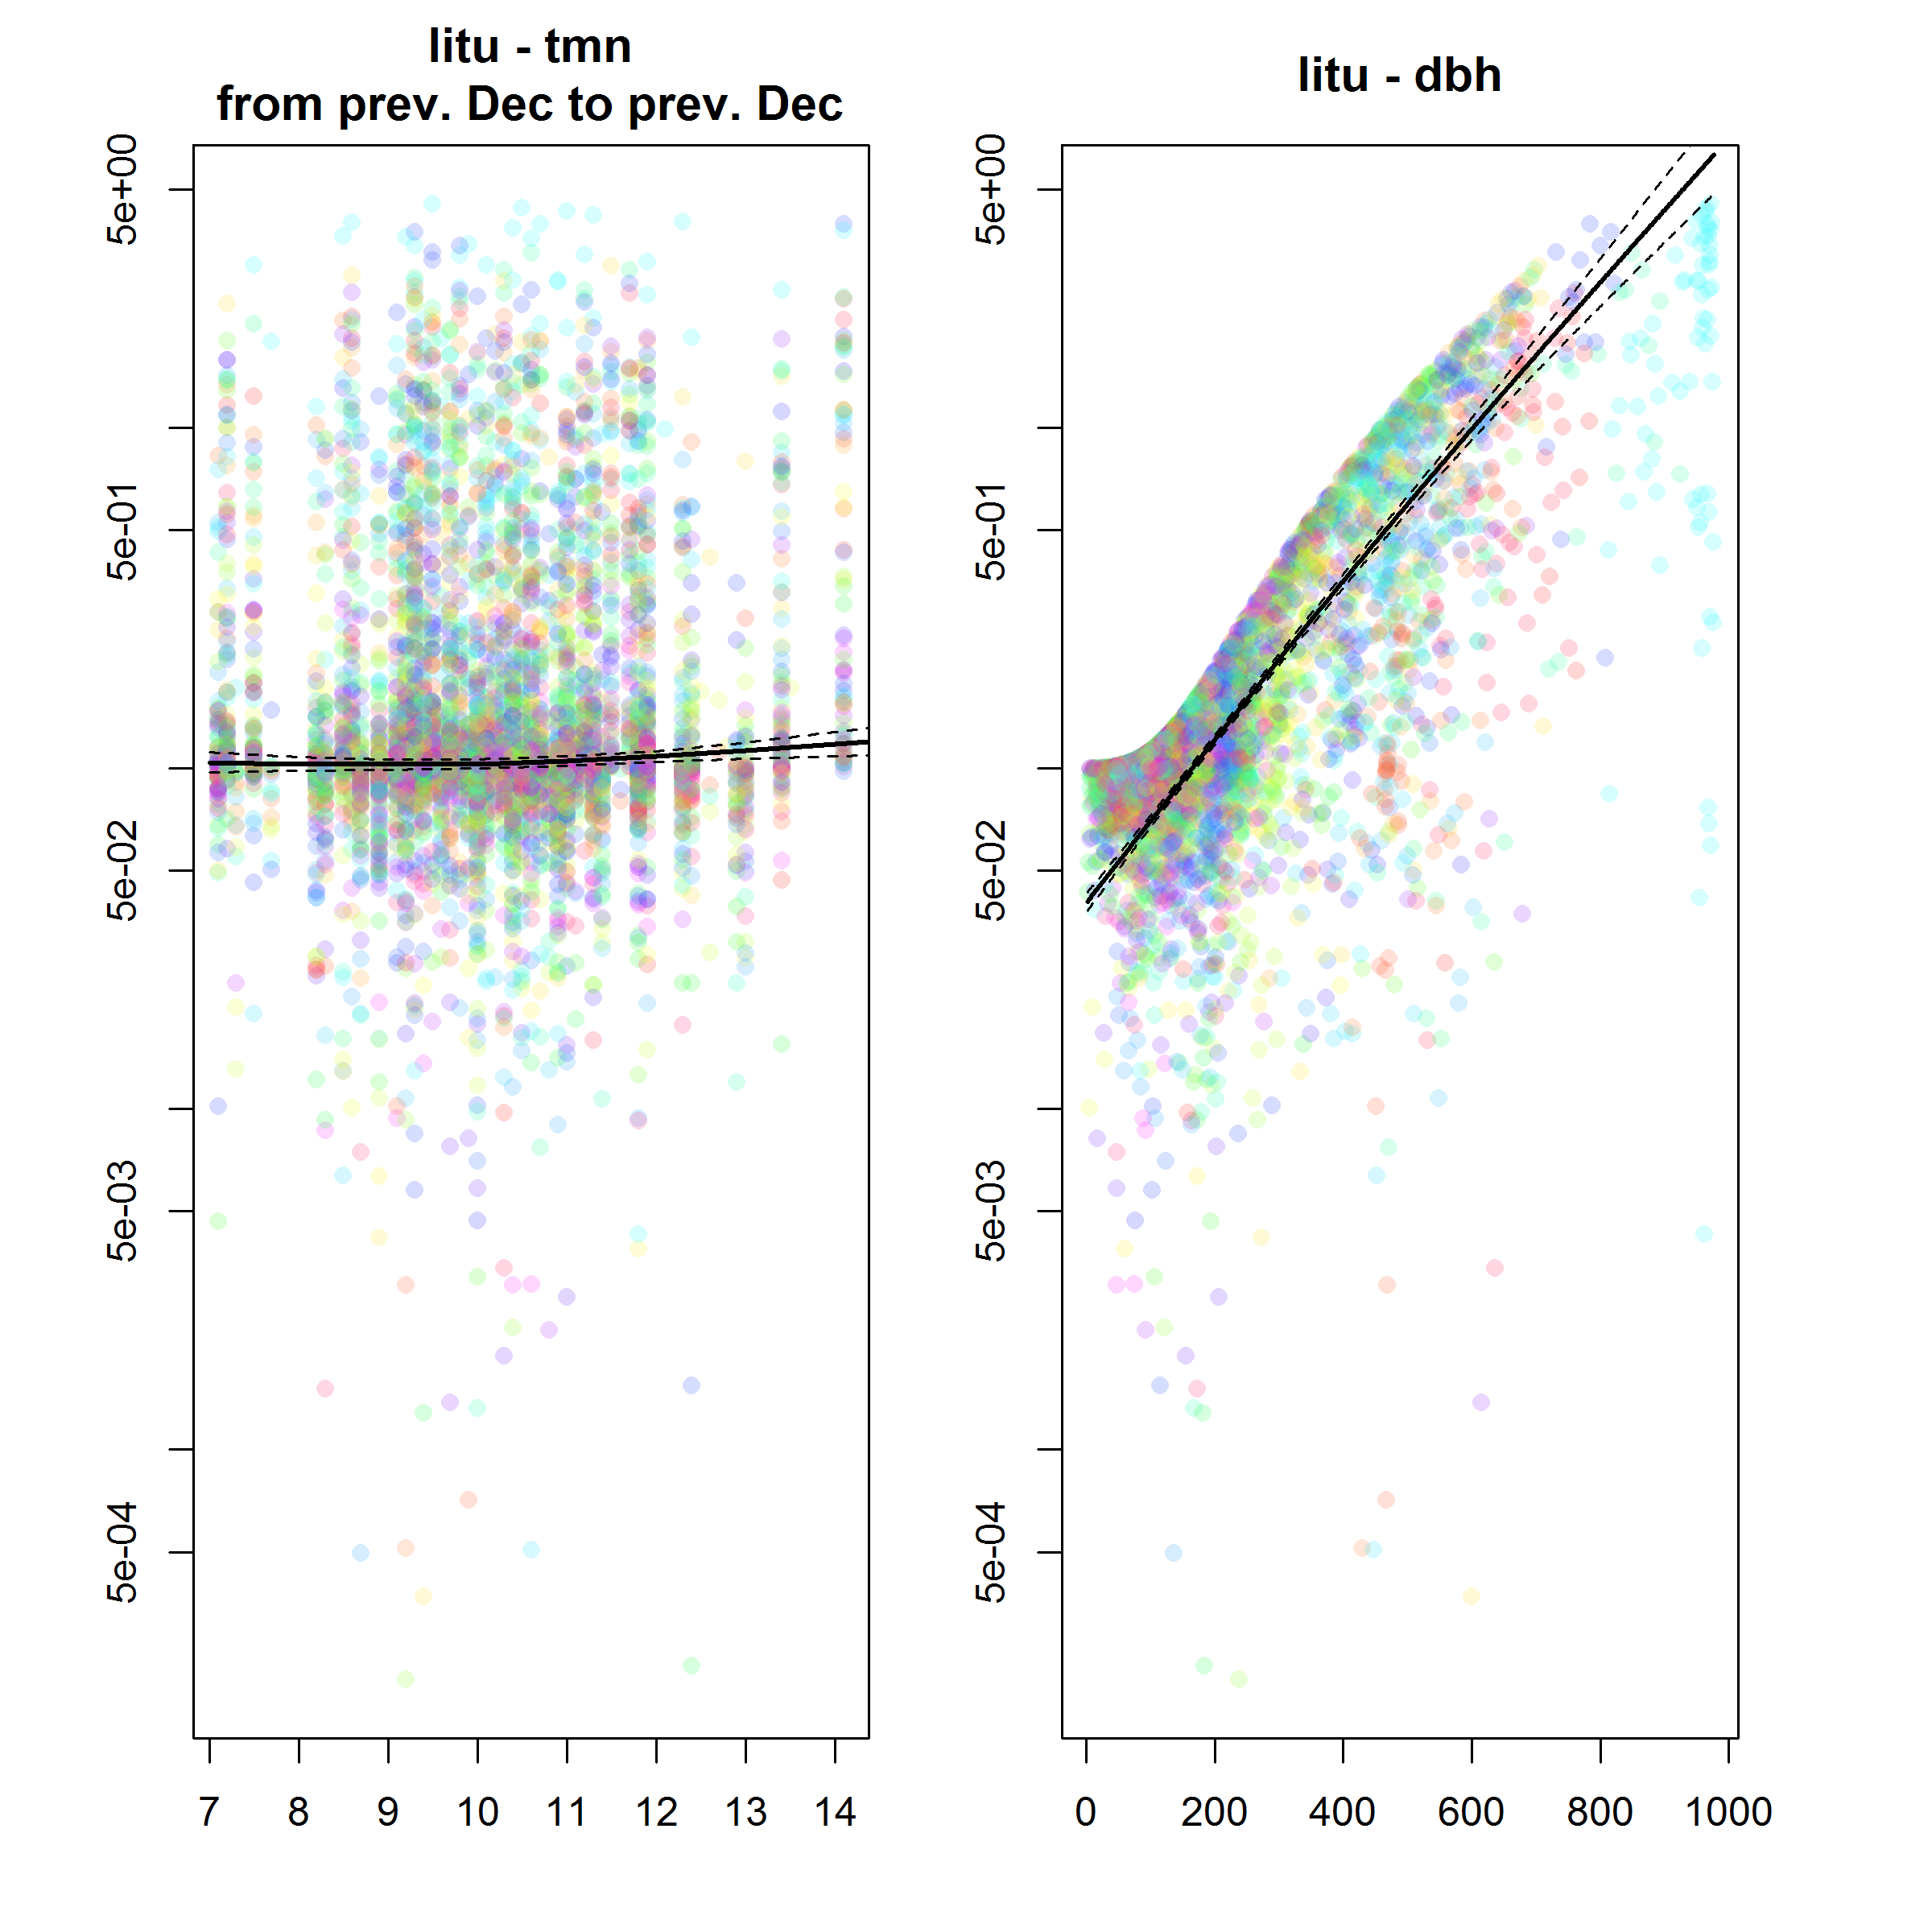 litu - tmn
from prev. Dec to prev. Dec
5e+00
5e-01
5e-02
5e-03
5e-04
7 8 9 10 11 12 13 14
litu - dbh
5e+00
5e-01
5e-02
5e-03
5e-04
0 200 400 600 800 1000